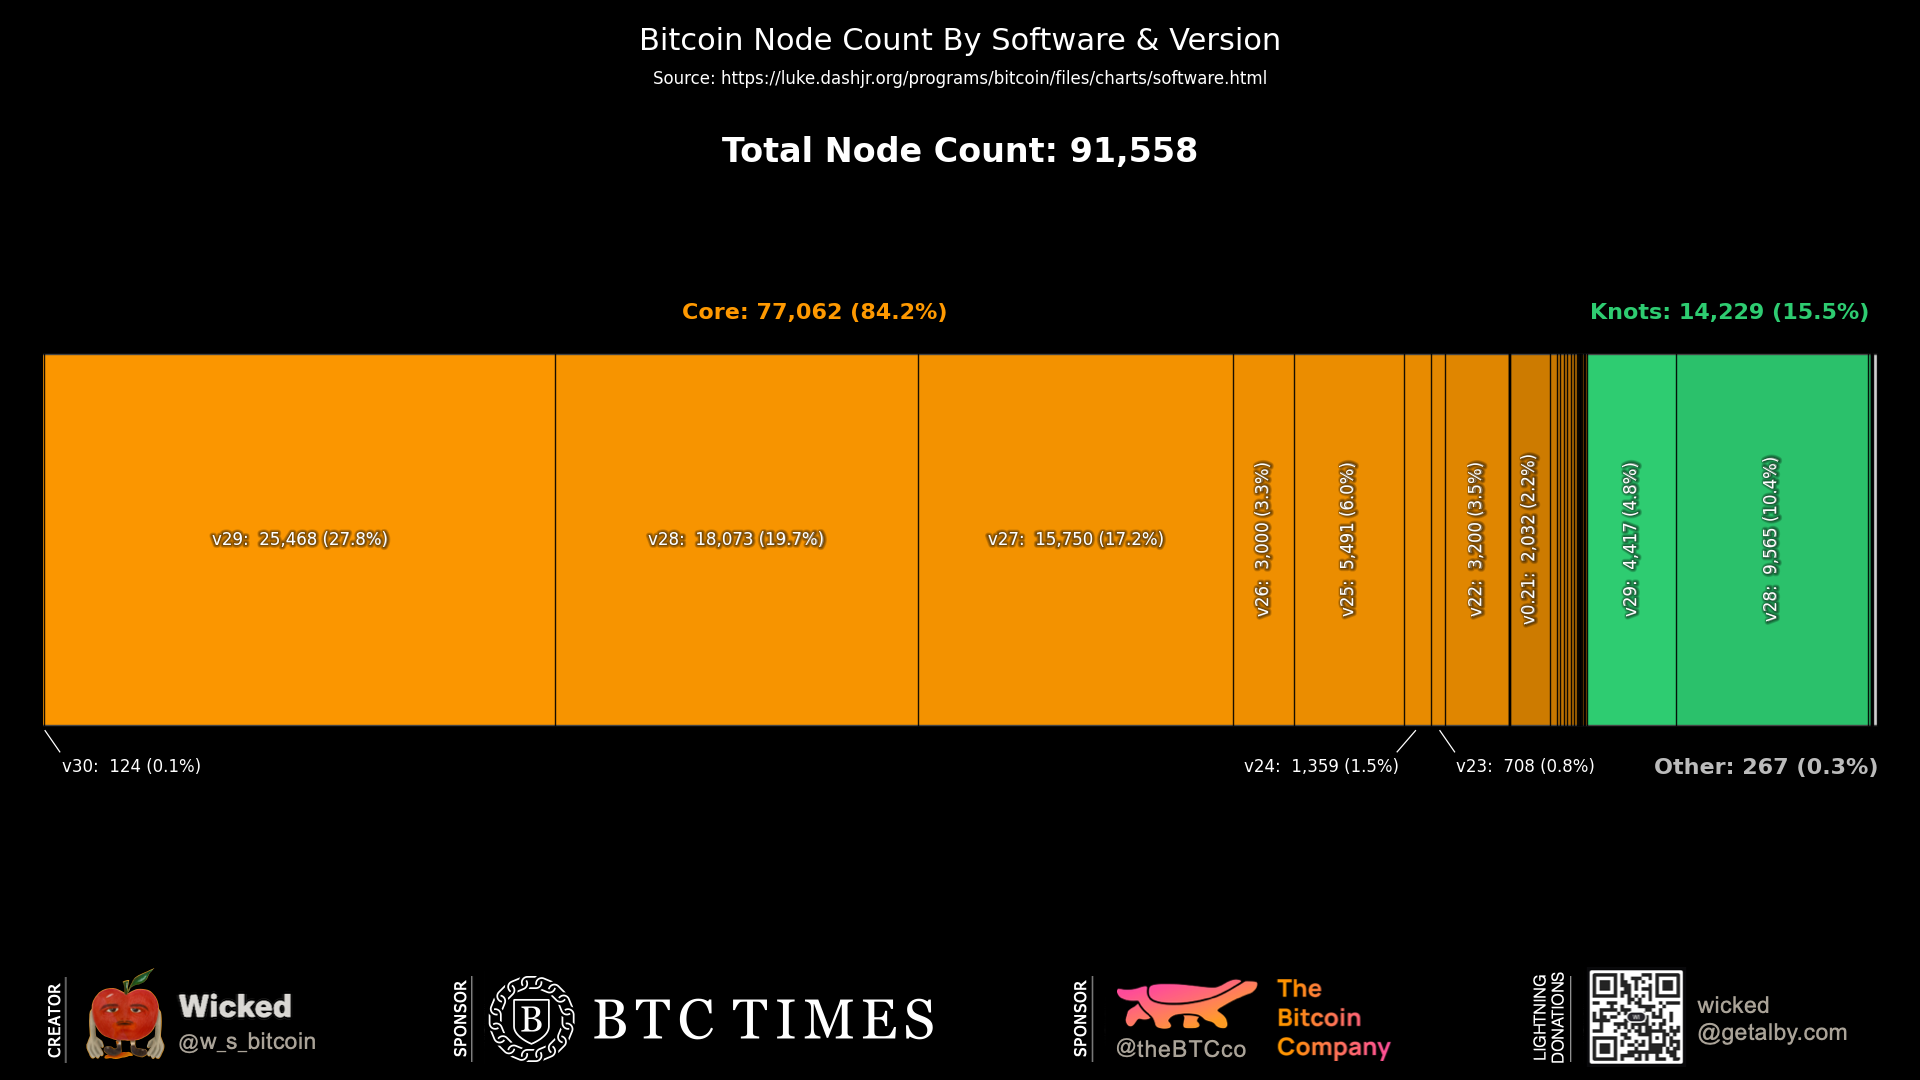 Bitcoin Node Count By Software & Version
Source: https://luke.dashjr.org/programs/bitcoin/files/charts/software.html
Total Node Count: 91,558
Core: 77,062 (84.2%)
Knots: 14,229 (15.5%)
v29: 25,468 (27.8%)
v28: 18,073 (19.7%)
v27: 15,750 (17.2%)
v26: 3,000 (3.3%)
v25: 5,491 (6.0%)
v22: 3,200 (3.5%)
v0.21: 2,032 (2.2%)
v29: 4,417 (4.8%)
v28: 9,565 (10.4%)
v30: 124 (0.1%)
v24: 1,359 (1.5%)
v23: 708 (0.8%)
Other: 267 (0.3%)
CREATOR
Wicked
@w_s_bitcoin
SPONSOR
B
BTC TIMES
SPONSOR
@theBTCco
The
Bitcoin
Company
LIGHTNING
DONATIONS
wicked
@getalby.com